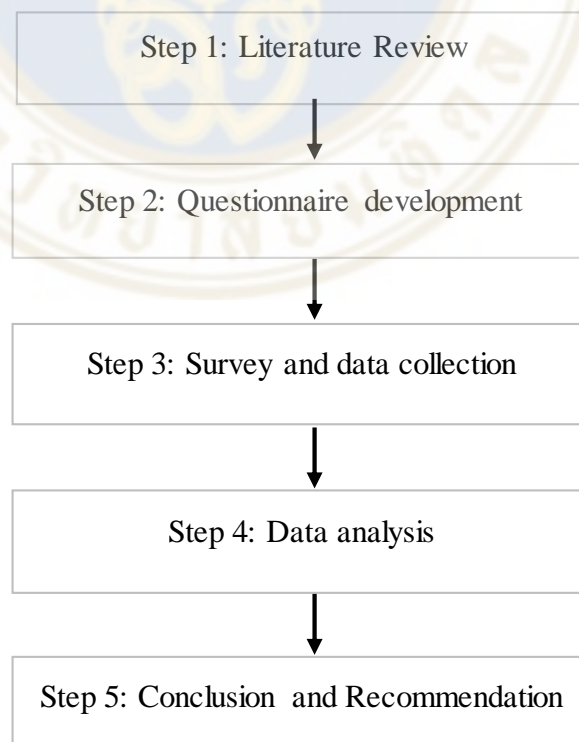 Step 1: Literature Review
Step 2: Questionnaire development
Step 3: Survey and data collection
Step 4: Data analysis
Step 5: Conclusion and Recommendation